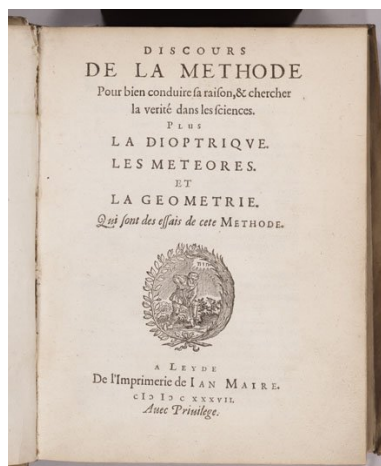 DISCOURS
DE LA METHODE
Pour bien conduire sa raison, & chercher
la verité dans les sciences.
PLUS
LA DIOPTRIQVE.
LES METEORES.
ET
LA GEOMETRIE.
Qui sont des essais de cete METHODE.
A LEYDE
De l'Imprimerie de IAN MAIRE.
cIↃ IↃ c XXXVII.
Auec Priuilege.